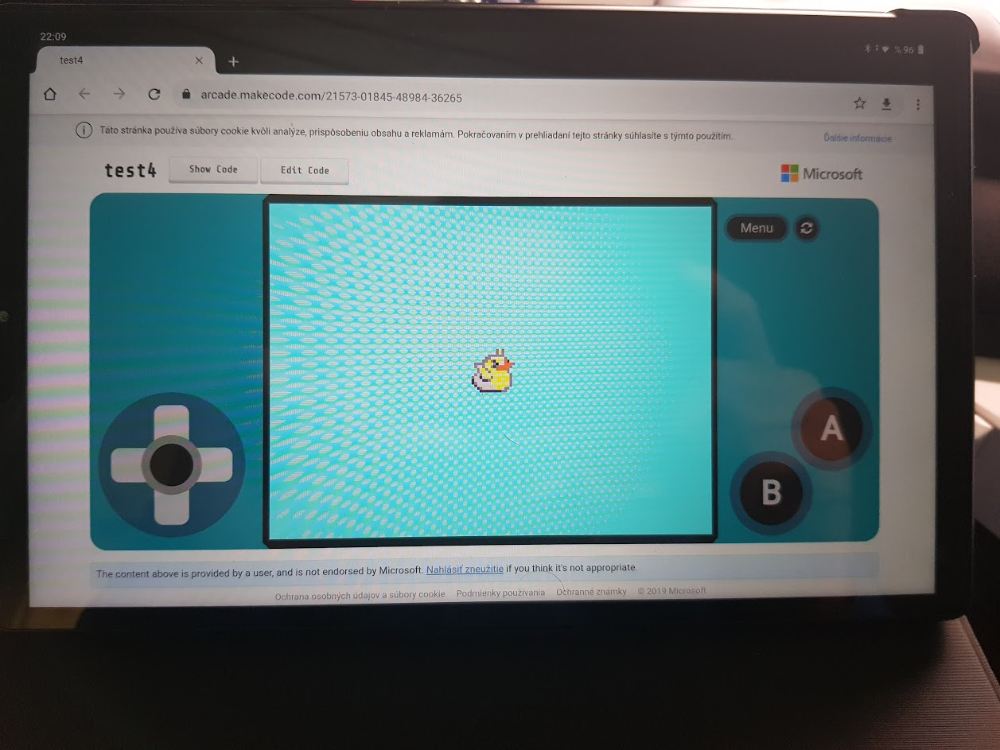 22:09
% 96
test4
arcade.makecode.com/21573-01845-48984-36265
Táto stránka používa súbory cookie kvôli analýze, prispôsobeniu obsahu a reklamám. Pokračovaním v prehliadaní tejto stránky súhlasíte s týmto použitím.
Ďalšie informácie
test4
Show Code
Edit Code
Microsoft
Menu
A
B
The content above is provided by a user, and is not endorsed by Microsoft. Nahlásiť zneužitie if you think it's not appropriate.
Ochrana osobných údajov a súbory cookie Podmienky používania Ochranné známky © 2019 Microsoft